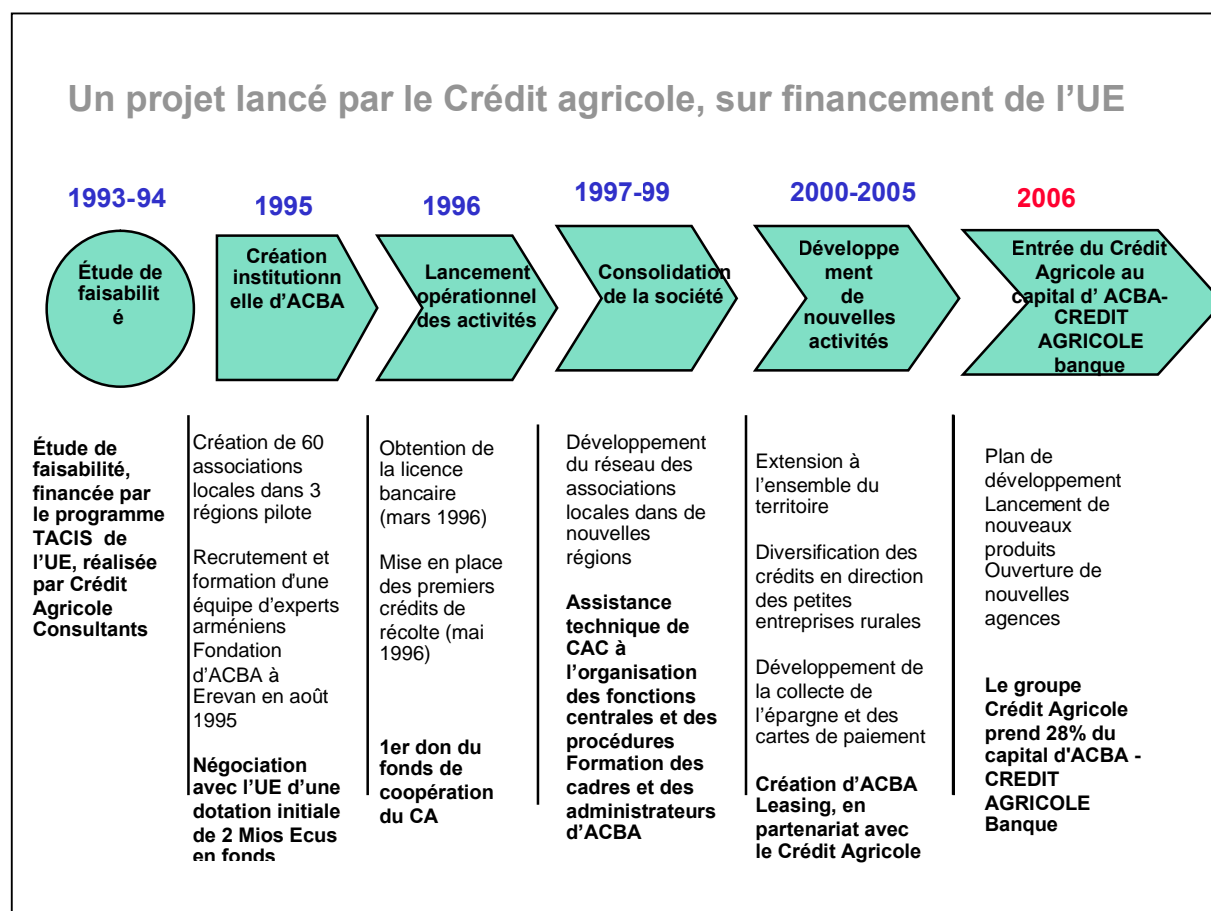 Un projet lancé par le Crédit agricole, sur financement de l'UE
1993-94
1995
1996
1997-99
2000-2005
2006
Étude de
faisabilit
é
Création
institutionn
elle d'ACBA
Lancement
opérationnel
des activités
Consolidation
de la société
Développe
ment
de
nouvelles
activités
Entrée du Crédit
Agricole au
capital d' ACBA-
CREDIT
AGRICOLE
banque
Étude de
faisabilité,
financée par
le programme
TACIS de
l'UE, réalisée
par Crédit
Agricole
Consultants
Création de 60
associations
locales dans 3
régions pilote
Recrutement et
formation d'une
équipe d'experts
arméniens
Fondation
d'ACBA à
Erevan en août
1995
Négociation
avec l'UE d'une
dotation initiale
de 2 Mios Ecus
en fonds
Obtention de
la licence
bancaire
(mars 1996)
Mise en place
des premiers
crédits de
récolte (mai
1996)
1er don du
fonds de
coopération
du CA
Développement
du réseau des
associations
locales dans de
nouvelles
régions
Assistance
technique de
CAC à
l'organisation
des fonctions
centrales et des
procédures
Formation des
cadres et des
administrateurs
d'ACBA
Extension à
l'ensemble du
territoire
Diversification des
crédits en direction
des petites
entreprises rurales
Développement de
la collecte de
l'épargne et des
cartes de paiement
Création d'ACBA
Leasing, en
partenariat avec
le Crédit Agricole
Plan de
développement
Lancement de
nouveaux
produits
Ouverture de
nouvelles
agences
Le groupe
Crédit Agricole
prend 28% du
capital d'ACBA -
CREDIT
AGRICOLE
Banque